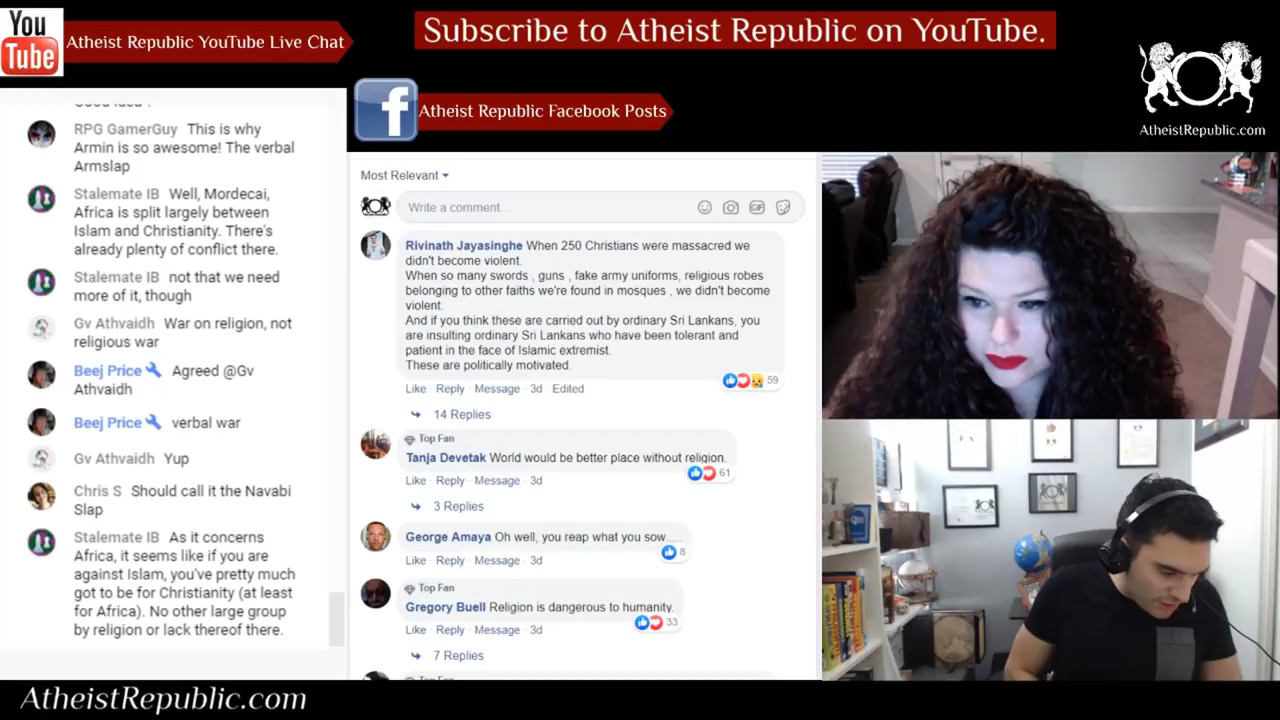 You
Tube
Atheist Republic YouTube Live Chat
Subscribe to Atheist Republic on YouTube.
AtheistRepublic.com
f
Atheist Republic Facebook Posts
RPG GamerGuy This is why
Armin is so awesome! The verbal
Armslap
Stalemate IB Well, Mordecai,
Africa is split largely between
Islam and Christianity. There's
already plenty of conflict there.
Stalemate IB not that we need
more of it, though
Gv Athvaidh War on religion, not
religious war
Beej Price Agreed @Gv
Athvaidh
Beej Price verbal war
Gv Athvaidh Yup
Chris S Should call it the Navabi
Slap
Stalemate IB As it concerns
Africa, it seems like if you are
against Islam, you've pretty much
got to be for Christianity (at least
for Africa). No other large group
by religion or lack thereof there.
Most Relevant
Write a comment...
GIF
Rivinath Jayasinghe When 250 Christians were massacred we
didn't become violent.
When so many swords , guns , fake army uniforms, religious robes
belonging to other faiths we're found in mosques , we didn't become
violent.
And if you think these are carried out by ordinary Sri Lankans, you
are insulting ordinary Sri Lankans who have been tolerant and
patient in the face of Islamic extremist.
These are politically motivated.
59
Like · Reply · Message · 3d · Edited
14 Replies
Top Fan
Tanja Devetak World would be better place without religion.
61
Like · Reply · Message · 3d
3 Replies
George Amaya Oh well, you reap what you sow.....
8
Like · Reply · Message · 3d
Top Fan
Gregory Buell Religion is dangerous to humanity.
33
Like · Reply · Message · 3d
7 Replies
AtheistRepublic.com